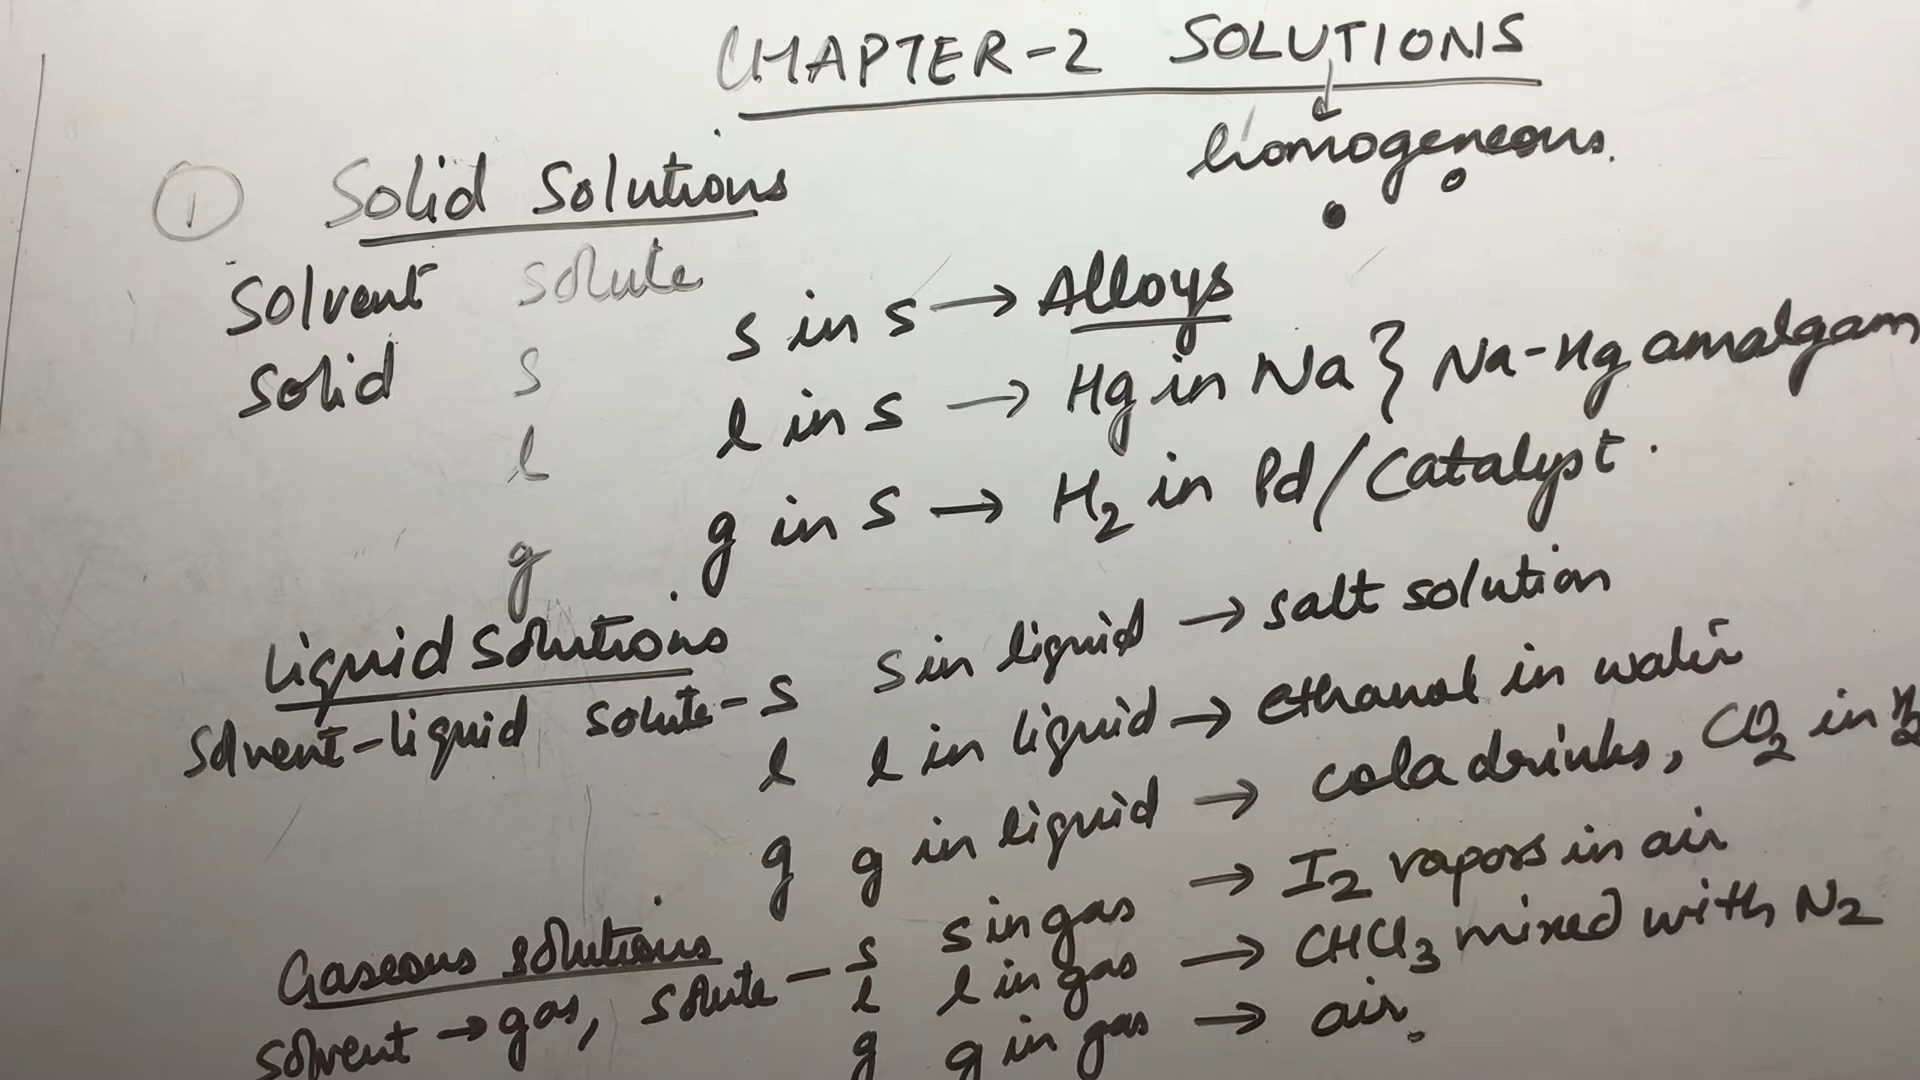 CHAPTER-2 SOLUTIONS
↓
homogeneous.
① Solid Solutions
Solvent solute
s in s → Alloys
Solid s
l in s → Hg in Na } Na-Hg amalgam
l
g in s → H2 in Pd/Catalyst.
g
Liquid Solutions
s in liquid → salt solution
Solvent-liquid solute-s
l l in liquid → ethanol in water
g g in liquid → cola drinks, CO2 in
s in gas → I2 vapors in air
Gaseous solutions
solvent → gas, solute - s
l l in gas → CHCl3 mixed with N2
g g in gas → air.